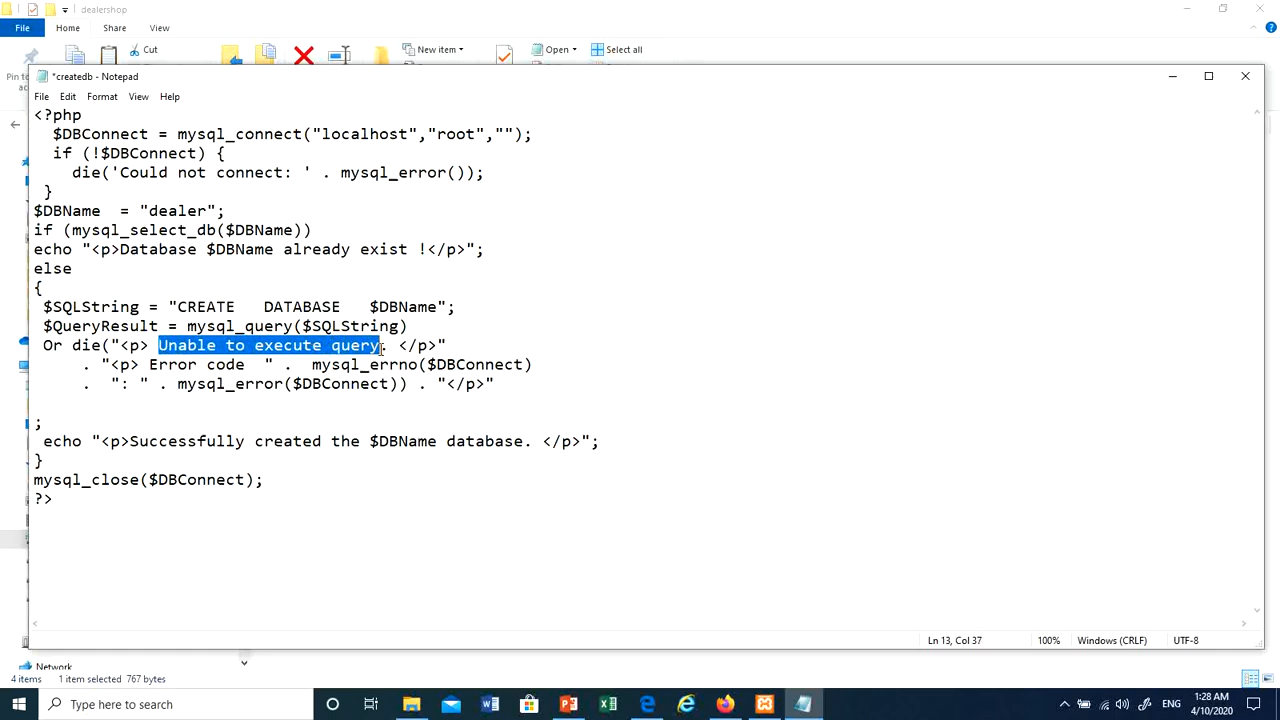 dealershop
File Home Share View
Cut New item Open Select all
Pin to
*createdb - Notepad
File Edit Format View Help
<?php
$DBConnect = mysql_connect("localhost","root","");
if (!$DBConnect) {
die('Could not connect: ' . mysql_error());
}
$DBName = "dealer";
if (mysql_select_db($DBName))
echo "<p>Database $DBName already exist !</p>";
else
{
$SQLString = "CREATE DATABASE $DBName";
$QueryResult = mysql_query($SQLString)
Or die("<p> Unable to execute query. </p>"
. "<p> Error code " . mysql_errno($DBConnect)
. ": " . mysql_error($DBConnect)) . "</p>"
;
echo "<p>Successfully created the $DBName database. </p>";
}
mysql_close($DBConnect);
?>
Ln 13, Col 37 100% Windows (CRLF) UTF-8
Network
4 items 1 item selected 767 bytes
Type here to search
ENG
1:28 AM
4/10/2020